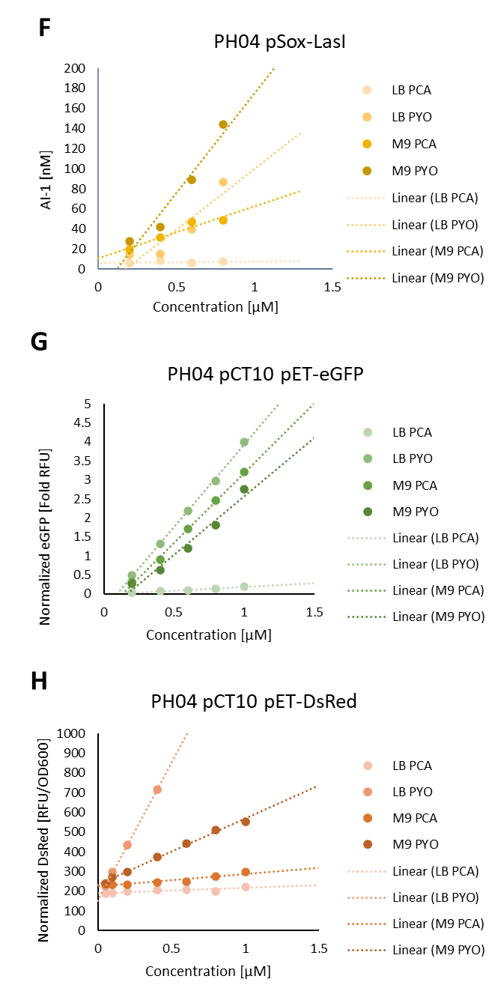 F
PH04 pSox-LasI
200
180
160
140
120
100
80
60
40
20
0
AI-1 [nM]
0 0.5 1 1.5
Concentration [µM]
LB PCA
LB PYO
M9 PCA
M9 PYO
Linear (LB PCA)
Linear (LB PYO)
Linear (M9 PCA)
Linear (M9 PYO)
G
PH04 pCT10 pET-eGFP
5
4.5
4
3.5
3
2.5
2
1.5
1
0.5
0
Normalized eGFP [Fold RFU]
0 0.5 1 1.5
Concentration [µM]
LB PCA
LB PYO
M9 PCA
M9 PYO
Linear (LB PCA)
Linear (LB PYO)
Linear (M9 PCA)
Linear (M9 PYO)
H
PH04 pCT10 pET-DsRed
1000
900
800
700
600
500
400
300
200
100
0
Normalized DsRed [RFU/OD600]
0 0.5 1 1.5
Concentration [µM]
LB PCA
LB PYO
M9 PCA
M9 PYO
Linear (LB PCA)
Linear (LB PYO)
Linear (M9 PCA)
Linear (M9 PYO)